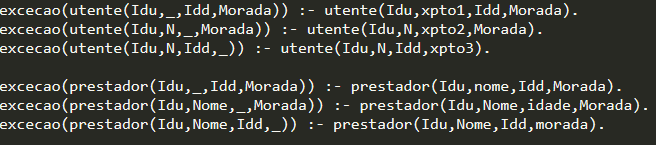 excecao(utente(Idu,_,Idd,Morada)) :- utente(Idu,xpto1,Idd,Morada).
excecao(utente(Idu,N,_,Morada)) :- utente(Idu,N,xpto2,Morada).
excecao(utente(Idu,N,Idd,_)) :- utente(Idu,N,Idd,xpto3).
excecao(prestador(Idu,_,Idd,Morada)) :- prestador(Idu,nome,Idd,Morada).
excecao(prestador(Idu,Nome,_,Morada)) :- prestador(Idu,Nome,idade,Morada).
excecao(prestador(Idu,Nome,Idd,_)) :- prestador(Idu,Nome,Idd,morada).